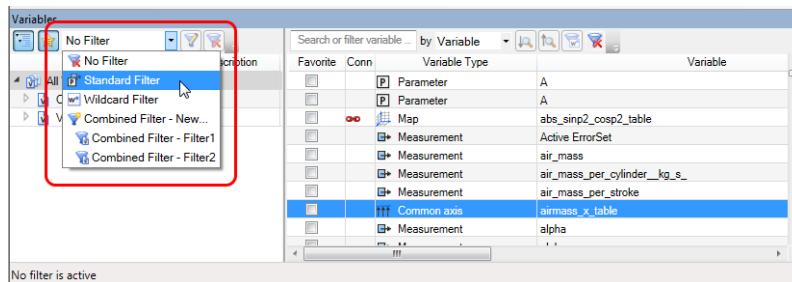 Variables
No Filter
Search or filter variable ... by Variable
cription
Favorite Conn Variable Type Variable
No Filter
All
Standard Filter
Wildcard Filter
Combined Filter - New...
Combined Filter - Filter1
Combined Filter - Filter2
C
V
P Parameter A
P Parameter A
Map abs_sinp2_cosp2_table
Measurement Active ErrorSet
Measurement air_mass
Measurement air_mass_per_cylinder__kg_s_
Measurement air_mass_per_stroke
Common axis airmass_x_table
Measurement alpha
No filter is active